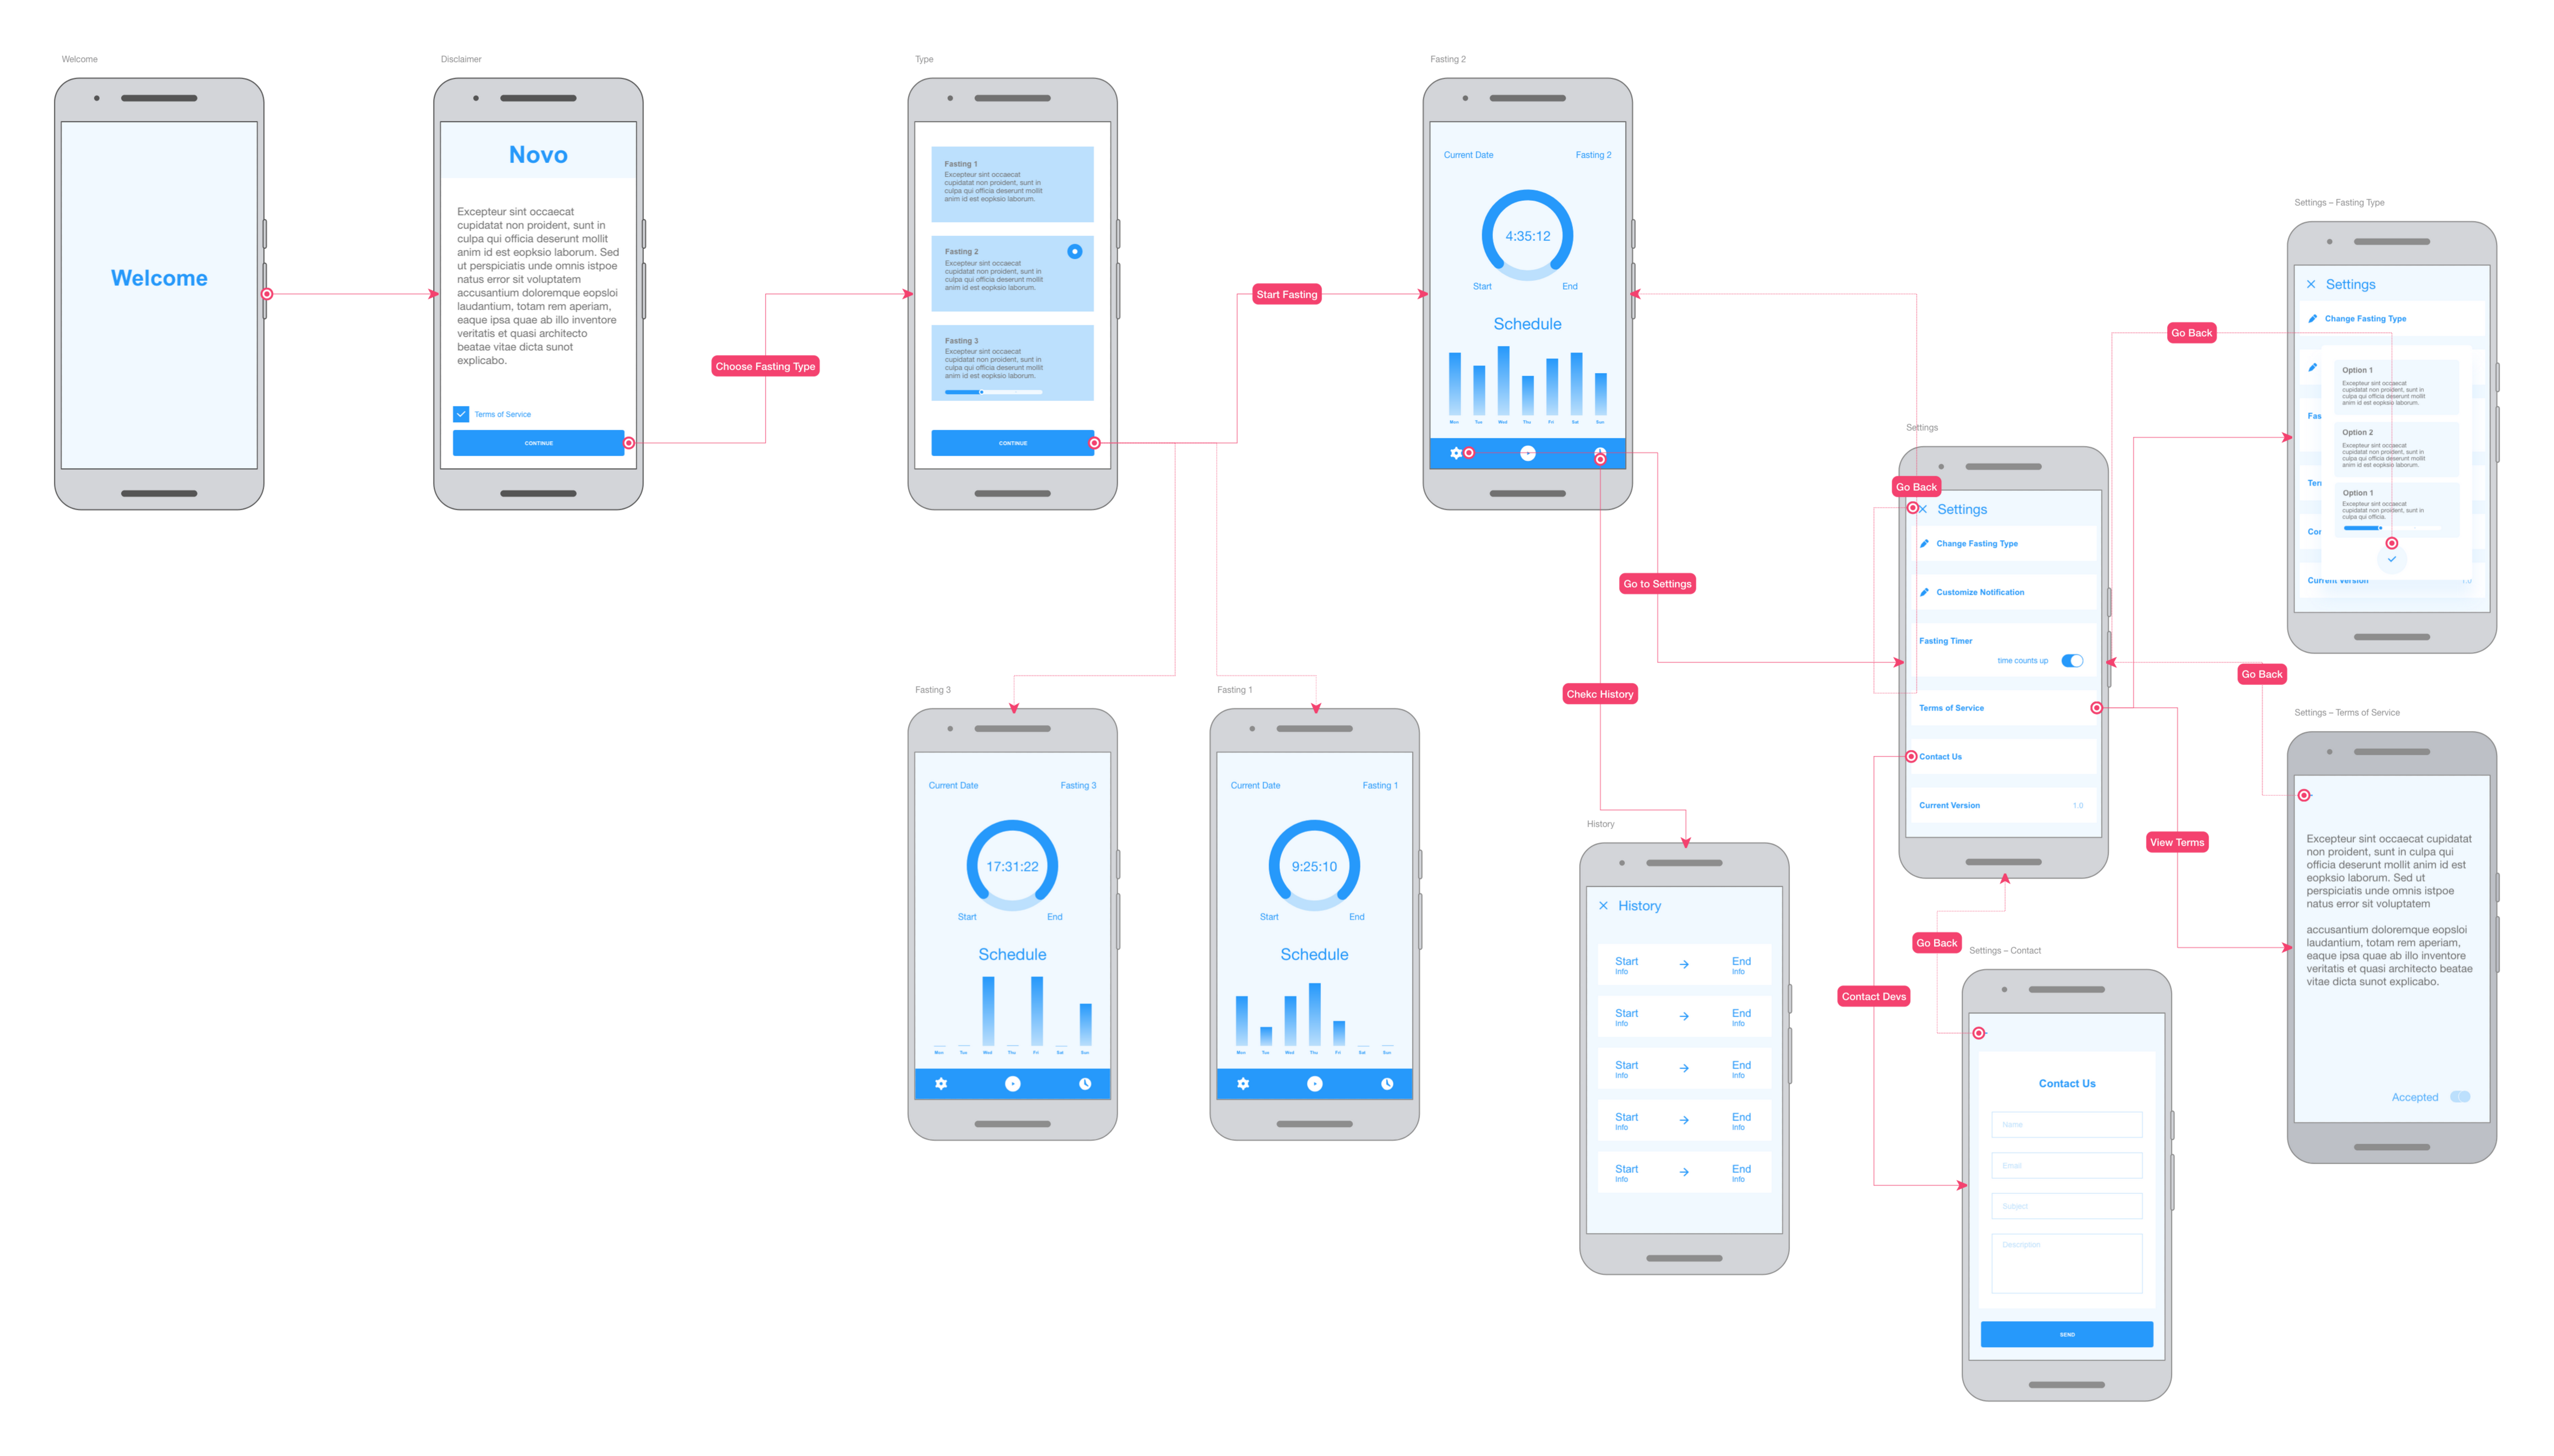 Welcome
Welcome
Disclaimer
Novo
Excepteur sint occaecat
cupidatat non proident, sunt in
culpa qui officia deserunt mollit
anim id est eopksio laborum. Sed
ut perspiciatis unde omnis istpoe
natus error sit voluptatem
accusantium doloremque eopsloi
laudantium, totam rem aperiam,
eaque ipsa quae ab illo inventore
veritatis et quasi architecto
beatae vitae dicta sunot
explicabo.
Terms of Service
CONTINUE
Choose Fasting Type
Type
Fasting 1
Excepteur sint occaecat
cupidatat non proident, sunt in
culpa qui officia deserunt mollit
anim id est eopksio laborum.
Fasting 2
Excepteur sint occaecat
cupidatat non proident, sunt in
culpa qui officia deserunt mollit
anim id est eopksio laborum.
Fasting 3
Excepteur sint occaecat
cupidatat non proident, sunt in
culpa qui officia deserunt mollit
anim id est eopksio laborum.
CONTINUE
Start Fasting
Fasting 2
Current Date Fasting 2
4:35:12
Start End
Schedule
Mon Tue Wed Thu Fri Sat Sun
Go to Settings
Chekc History
Fasting 3
Current Date Fasting 3
17:31:22
Start End
Schedule
Mon Tue Wed Thu Fri Sat Sun
Fasting 1
Current Date Fasting 1
9:25:10
Start End
Schedule
Mon Tue Wed Thu Fri Sat Sun
History
History
Start End
Info Info
Start End
Info Info
Start End
Info Info
Start End
Info Info
Start End
Info Info
Settings
Go Back
Settings
Change Fasting Type
Customize Notification
Fasting Timer
time counts up
Terms of Service
Contact Us
Current Version 1.0
Contact Devs
Go Back
Settings – Contact
Contact Us
Name
Email
Subject
Description
SEND
Settings – Fasting Type
Settings
Change Fasting Type
Go Back
Option 1
Excepteur sint occaecat
cupidatat non proident, sunt in
culpa qui officia deserunt mollit
anim id est eopksio laborum.
Fas
Option 2
Excepteur sint occaecat
cupidatat non proident, sunt in
culpa qui officia deserunt mollit
anim id est eopksio laborum.
Ter
Option 1
Excepteur sint occaecat
cupidatat non proident, sunt in
culpa qui officia.
Cor
Current Version 1.0
Go Back
View Terms
Settings – Terms of Service
Excepteur sint occaecat cupidatat
non proident, sunt in culpa qui
officia deserunt mollit anim id est
eopksio laborum. Sed ut
perspiciatis unde omnis istpoe
natus error sit voluptatem
accusantium doloremque eopsloi
laudantium, totam rem aperiam,
eaque ipsa quae ab illo inventore
veritatis et quasi architecto beatae
vitae dicta sunot explicabo.
Accepted